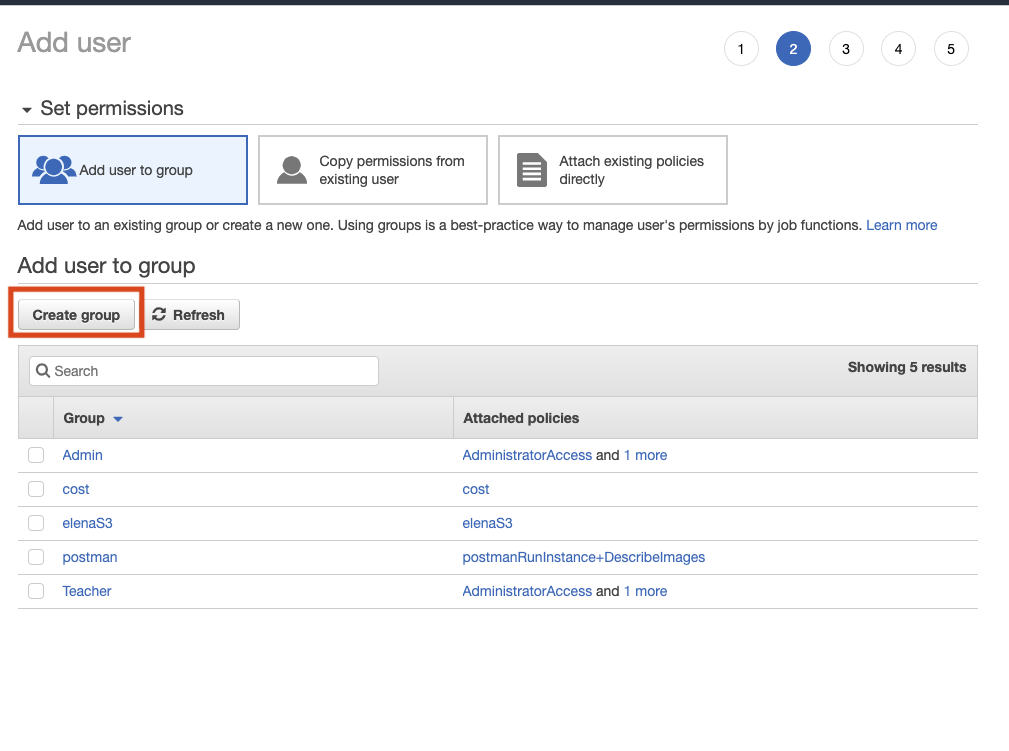 Add user
1 2 3 4 5
Set permissions
Add user to group
Copy permissions from
existing user
Attach existing policies
directly
Add user to an existing group or create a new one. Using groups is a best-practice way to manage user's permissions by job functions. Learn more
Add user to group
Create group Refresh
Search Showing 5 results
Group Attached policies
Admin AdministratorAccess and 1 more
cost cost
elenaS3 elenaS3
postman postmanRunInstance+DescribeImages
Teacher AdministratorAccess and 1 more